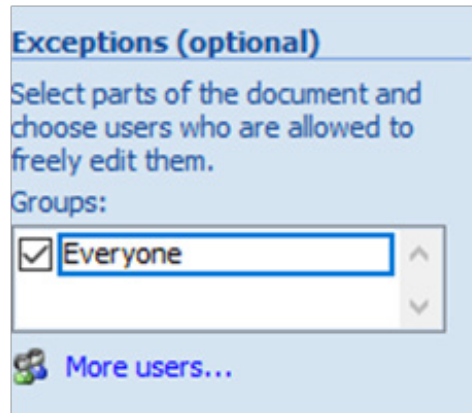 Exceptions (optional)
Select parts of the document and
choose users who are allowed to
freely edit them.
Groups:
Everyone
More users...